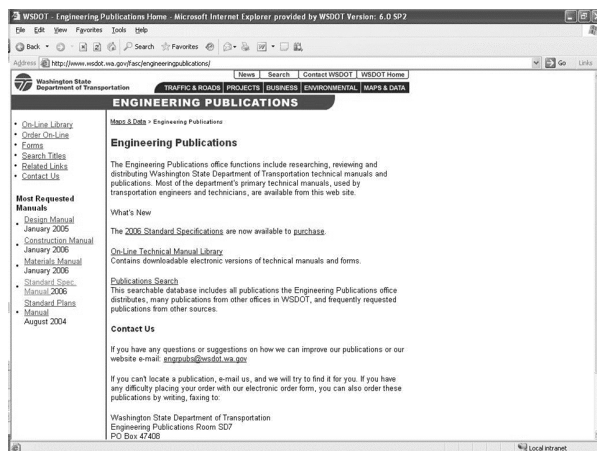 WSDOT - Engineering Publications Home - Microsoft Internet Explorer provided by WSDOT Version: 6.0 SP2
File Edit View Favorites Tools Help
Back Search Favorites
Address http://www.wsdot.wa.gov/fasc/engineeringpublications/ Go Links
News Search Contact WSDOT WSDOT Home
Washington State
Department of Transportation
TRAFFIC & ROADS PROJECTS BUSINESS ENVIRONMENTAL MAPS & DATA
ENGINEERING PUBLICATIONS
• On-Line Library
• Order On-Line
• Forms
• Search Titles
• Related Links
• Contact Us
Most Requested
Manuals
• Design Manual
January 2005
• Construction Manual
January 2006
• Materials Manual
January 2006
• Standard Spec.
Manual 2006
• Standard Plans
Manual
August 2004
Maps & Data > Engineering Publications
Engineering Publications
The Engineering Publications office functions include researching, reviewing and
distributing Washington State Department of Transportation technical manuals and
publications. Most of the department's primary technical manuals, used by
transportation engineers and technicians, are available from this web site.
What's New
The 2006 Standard Specifications are now available to purchase.
On-Line Technical Manual Library
Contains downloadable electronic versions of technical manuals and forms.
Publications Search
This searchable database includes all publications the Engineering Publications office
distributes, many publications from other offices in WSDOT, and frequently requested
publications from other sources.
Contact Us
If you have any questions or suggestions on how we can improve our publications or our
website e-mail: engrpubs@wsdot.wa.gov
If you can't locate a publication, e-mail us, and we will try to find it for you. If you have
any difficulty placing your order with our electronic order form, you can also order these
publications by writing, faxing to:
Washington State Department of Transportation
Engineering Publications Room SD7
PO Box 47408
Local intranet